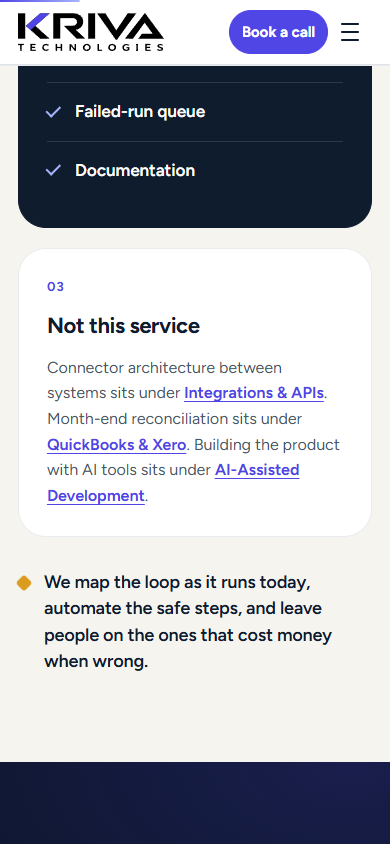 KRIVA
TECHNOLOGIES
Book a call
Failed-run queue
Documentation
03
Not this service
Connector architecture between
systems sits under Integrations & APIs.
Month-end reconciliation sits under
QuickBooks & Xero. Building the product
with AI tools sits under AI-Assisted
Development.
We map the loop as it runs today,
automate the safe steps, and leave
people on the ones that cost money
when wrong.